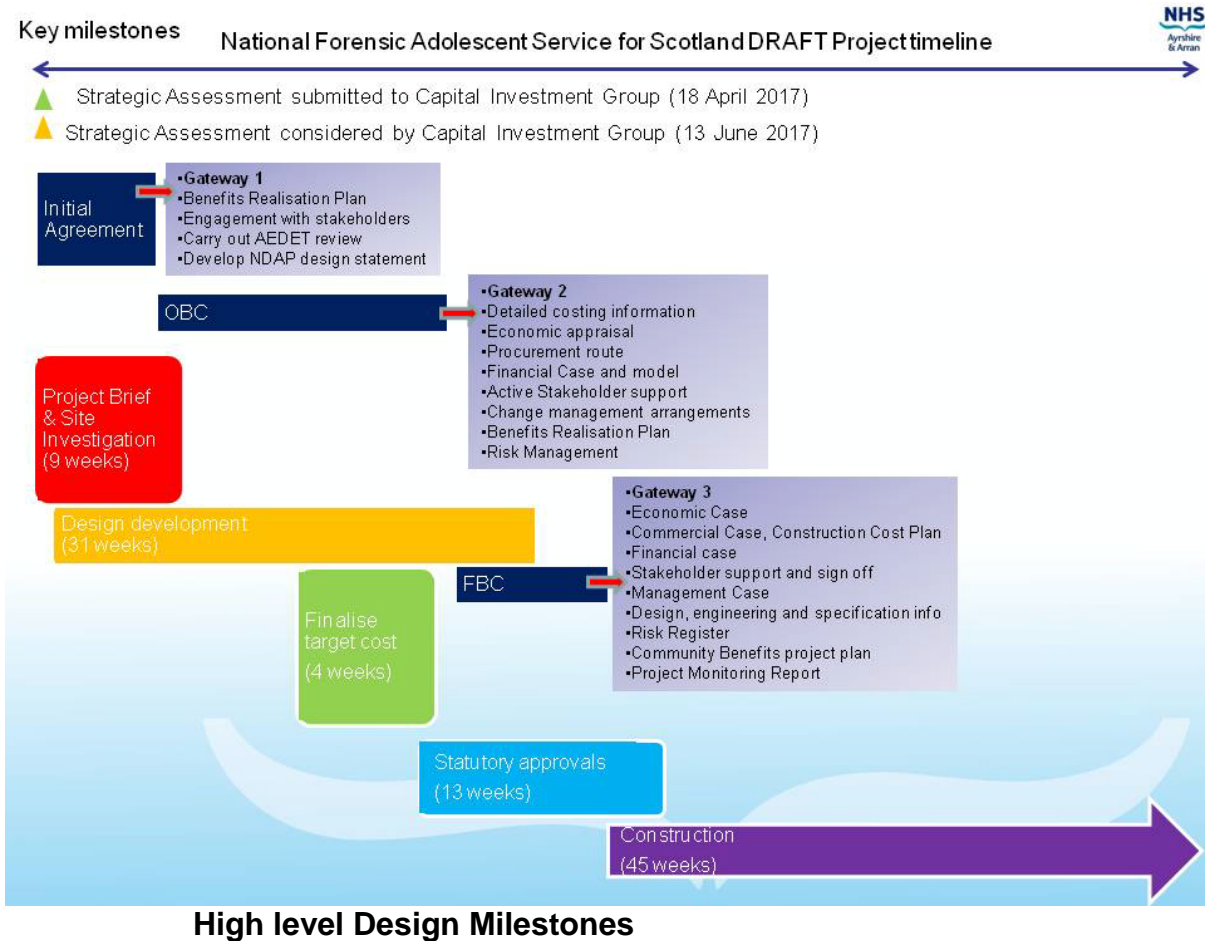 Key milestones
National Forensic Adolescent Service for Scotland DRAFT Project timeline
NHS
Ayrshire
& Arran
Strategic Assessment submitted to Capital Investment Group (18 April 2017)
Strategic Assessment considered by Capital Investment Group (13 June 2017)
Initial
Agreement
▪Gateway 1
▪Benefits Realisation Plan
▪Engagement with stakeholders
▪Carry out AEDET review
▪Develop NDAP design statement
OBC
▪Gateway 2
▪Detailed costing information
▪Economic appraisal
▪Procurement route
▪Financial Case and model
▪Active Stakeholder support
▪Change management arrangements
▪Benefits Realisation Plan
▪Risk Management
Project Brief
& Site
Investigation
(9 weeks)
Design development
(31 weeks)
FBC
▪Gateway 3
▪Economic Case
▪Commercial Case, Construction Cost Plan
▪Financial case
▪Stakeholder support and sign off
▪Management Case
▪Design, engineering and specification info
▪Risk Register
▪Community Benefits project plan
▪Project Monitoring Report
Finalise
target cost
(4 weeks)
Statutory approvals
(13 weeks)
Construction
(45 weeks)
High level Design Milestones